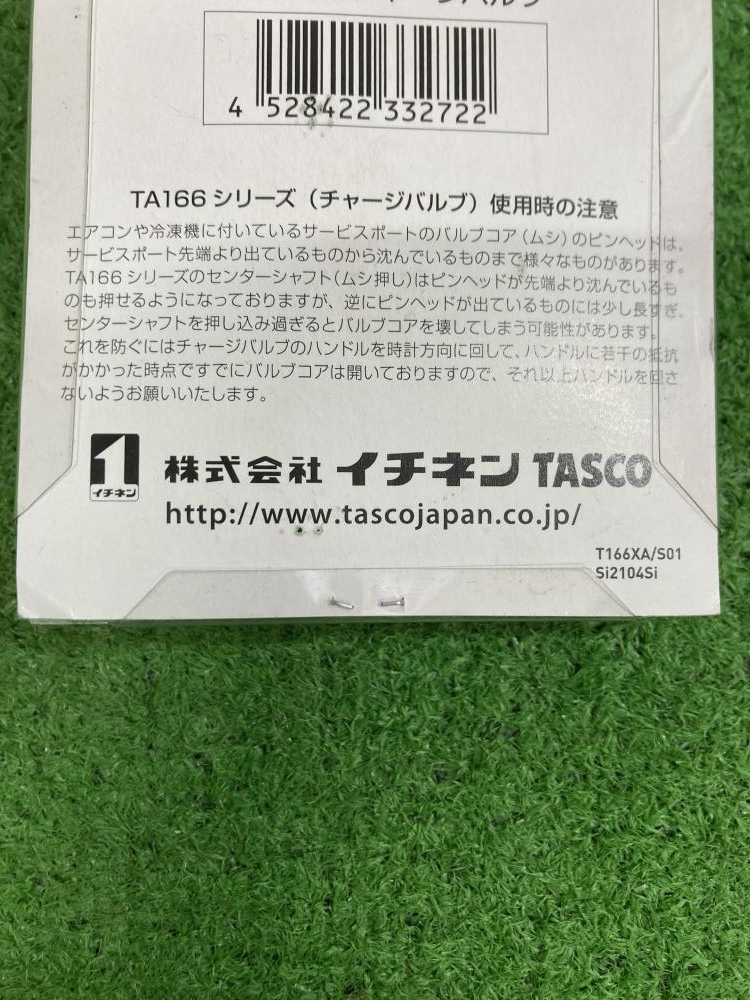 4 528422 332722
TA166シリーズ（チャージバルブ）使用時の注意
エアコンや冷凍機に付いているサービスポートのバルブコア（ムシ）のピンヘッドは、
サービスポート先端より出ているものから沈んでいるものまで様々なものがあります。
TA166シリーズのセンターシャフト（ムシ押し）はピンヘッドが先端より沈んでいるも
のも押せるようになっておりますが、逆にピンヘッドが出ているものには少し長すぎ、
センターシャフトを押し込み過ぎるとバルブコアを壊してしまう可能性があります。
これを防ぐにはチャージバルブのハンドルを時計方向に回して、ハンドルに若干の抵抗
がかかった時点ですでにバルブコアは開いておりますので、それ以上ハンドルを回さ
ないようお願いいたします。
1
イチネン
株式会社イチネンTASCO
http://www.tascojapan.co.jp/
T166XA/S01
Si2104Si